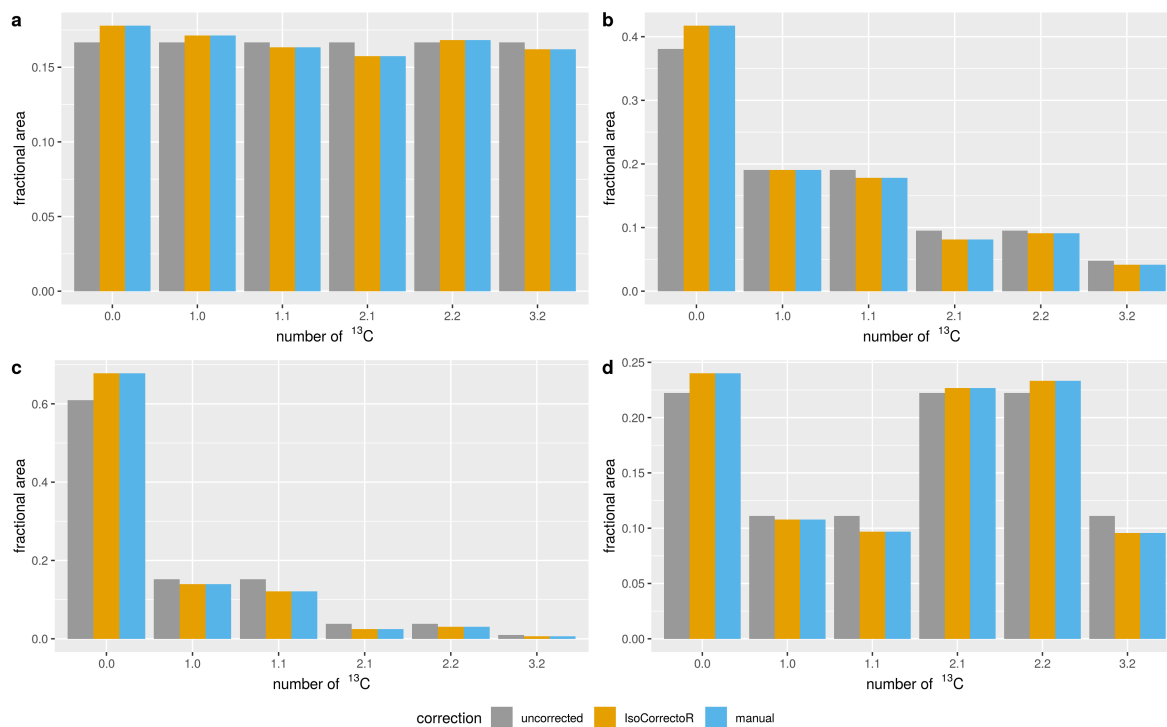 a
fractional area
0.15
0.10
0.05
0.00
0.0 1.0 1.1 2.1 2.2 3.2
number of ¹³C
b
fractional area
0.4
0.3
0.2
0.1
0.0
0.0 1.0 1.1 2.1 2.2 3.2
number of ¹³C
c
fractional area
0.6
0.4
0.2
0.0
0.0 1.0 1.1 2.1 2.2 3.2
number of ¹³C
d
fractional area
0.25
0.20
0.15
0.10
0.05
0.00
0.0 1.0 1.1 2.1 2.2 3.2
number of ¹³C
correction uncorrected IsoCorrectoR manual